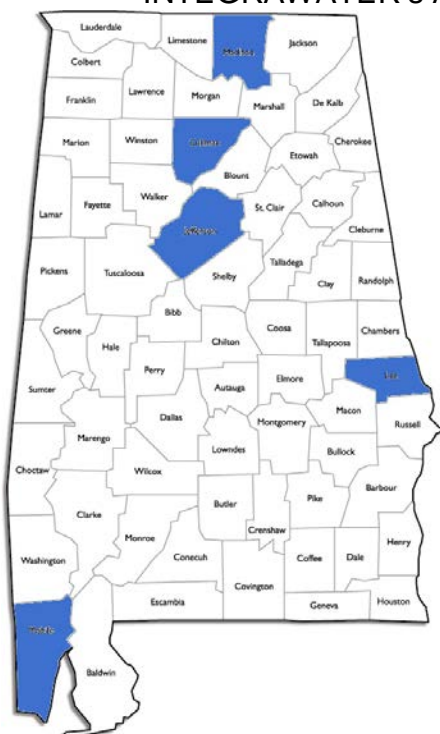 INTEGRAWATER'S
Lauderdale
Limestone
Madison
Jackson
Colbert
Lawrence
Franklin
Morgan
Marshall
De Kalb
Marion
Winston
Cullman
Cherokee
Etowah
Blount
Walker
Lamar
Fayette
Jefferson
St. Clair
Calhoun
Cleburne
Pickens
Tuscaloosa
Shelby
Talladega
Clay
Randolph
Bibb
Greene
Hale
Perry
Chilton
Coosa
Tallapoosa
Chambers
Sumter
Autauga
Elmore
Lee
Dallas
Macon
Russell
Marengo
Lowndes
Montgomery
Bullock
Choctaw
Wilcox
Barbour
Clarke
Butler
Pike
Crenshaw
Monroe
Washington
Conecuh
Coffee
Dale
Henry
Covington
Escambia
Geneva
Houston
Mobile
Baldwin